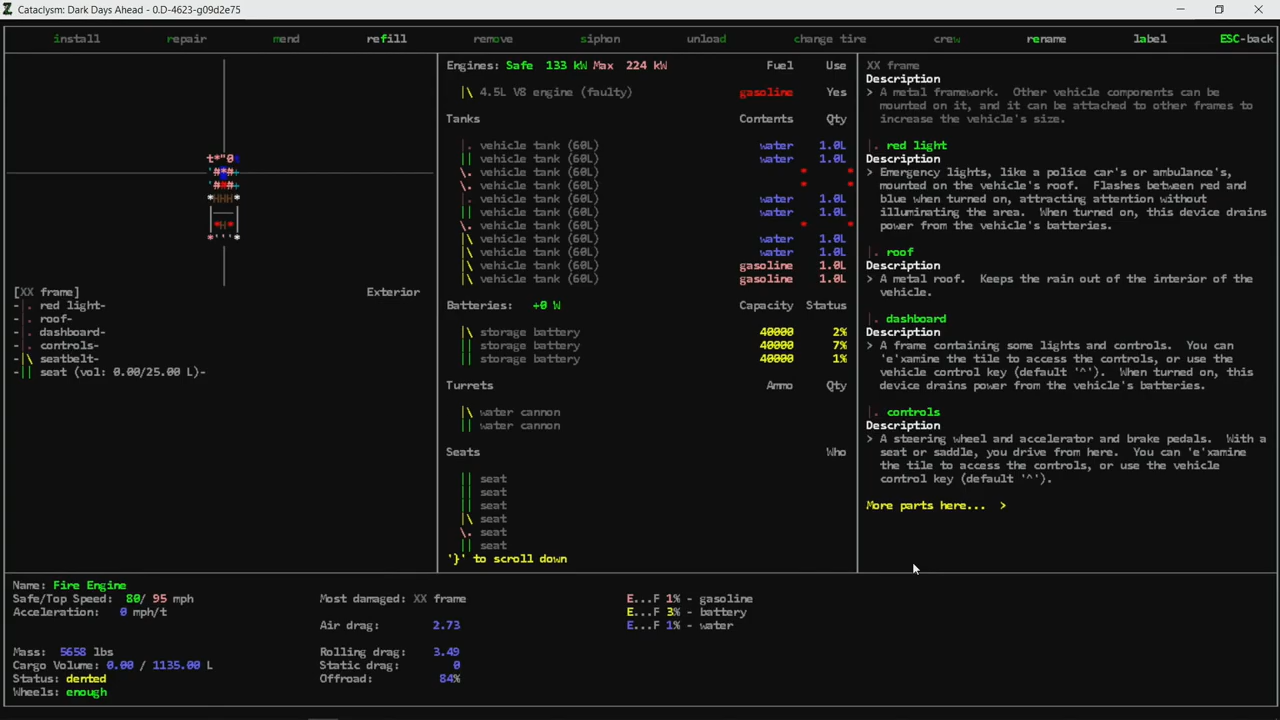 Cataclysm: Dark Days Ahead - 0.D-4623-g09d2e75
install repair mend refill remove siphon unload change tire crew rename label ESC-back
Engines: Safe 133 kW Max 224 kW Fuel Use
|\ 4.5L V8 engine (faulty) gasoline Yes
Tanks Contents Qty
|. vehicle tank (60L) water 1.0L
|| vehicle tank (60L) water 1.0L
\. vehicle tank (60L) * *
\. vehicle tank (60L) * *
|. vehicle tank (60L) water 1.0L
|| vehicle tank (60L) water 1.0L
\. vehicle tank (60L) * *
|\ vehicle tank (60L) water 1.0L
|\ vehicle tank (60L) water 1.0L
|\ vehicle tank (60L) gasoline 1.0L
|\ vehicle tank (60L) gasoline 1.0L
Batteries: +0 W Capacity Status
|\ storage battery 40000 2%
|| storage battery 40000 7%
|| storage battery 40000 1%
Turrets Ammo Qty
|\ water cannon
|| water cannon
Seats Who
|| seat
|| seat
|| seat
|\ seat
\. seat
|| seat
'}' to scroll down
[XX frame] Exterior
-|. red light-
-|. roof-
-|. dashboard-
-|. controls-
-|\ seatbelt-
-|| seat (vol: 0.00/25.00 L)-
XX frame
Description
> A metal framework. Other vehicle components can be
mounted on it, and it can be attached to other frames to
increase the vehicle's size.
|. red light
Description
> Emergency lights, like a police car's or ambulance's,
mounted on the vehicle's roof. Flashes between red and
blue when turned on, attracting attention without
illuminating the area. When turned on, this device drains
power from the vehicle's batteries.
|. roof
Description
> A metal roof. Keeps the rain out of the interior of the
vehicle.
|. dashboard
Description
> A frame containing some lights and controls. You can
'e'xamine the tile to access the controls, or use the
vehicle control key (default '^'). When turned on, this
device drains power from the vehicle's batteries.
|. controls
Description
> A steering wheel and accelerator and brake pedals. With a
seat or saddle, you drive from here. You can 'e'xamine
the tile to access the controls, or use the vehicle
control key (default '^').
More parts here... >
Name: Fire Engine
Safe/Top Speed: 80/ 95 mph
Acceleration: 0 mph/t
Mass: 5658 lbs
Cargo Volume: 0.00 / 1135.00 L
Status: dented
Wheels: enough
Most damaged: XX frame
Air drag: 2.73
Rolling drag: 3.49
Static drag: 0
Offroad: 84%
E...F 1% - gasoline
E...F 3% - battery
E...F 1% - water